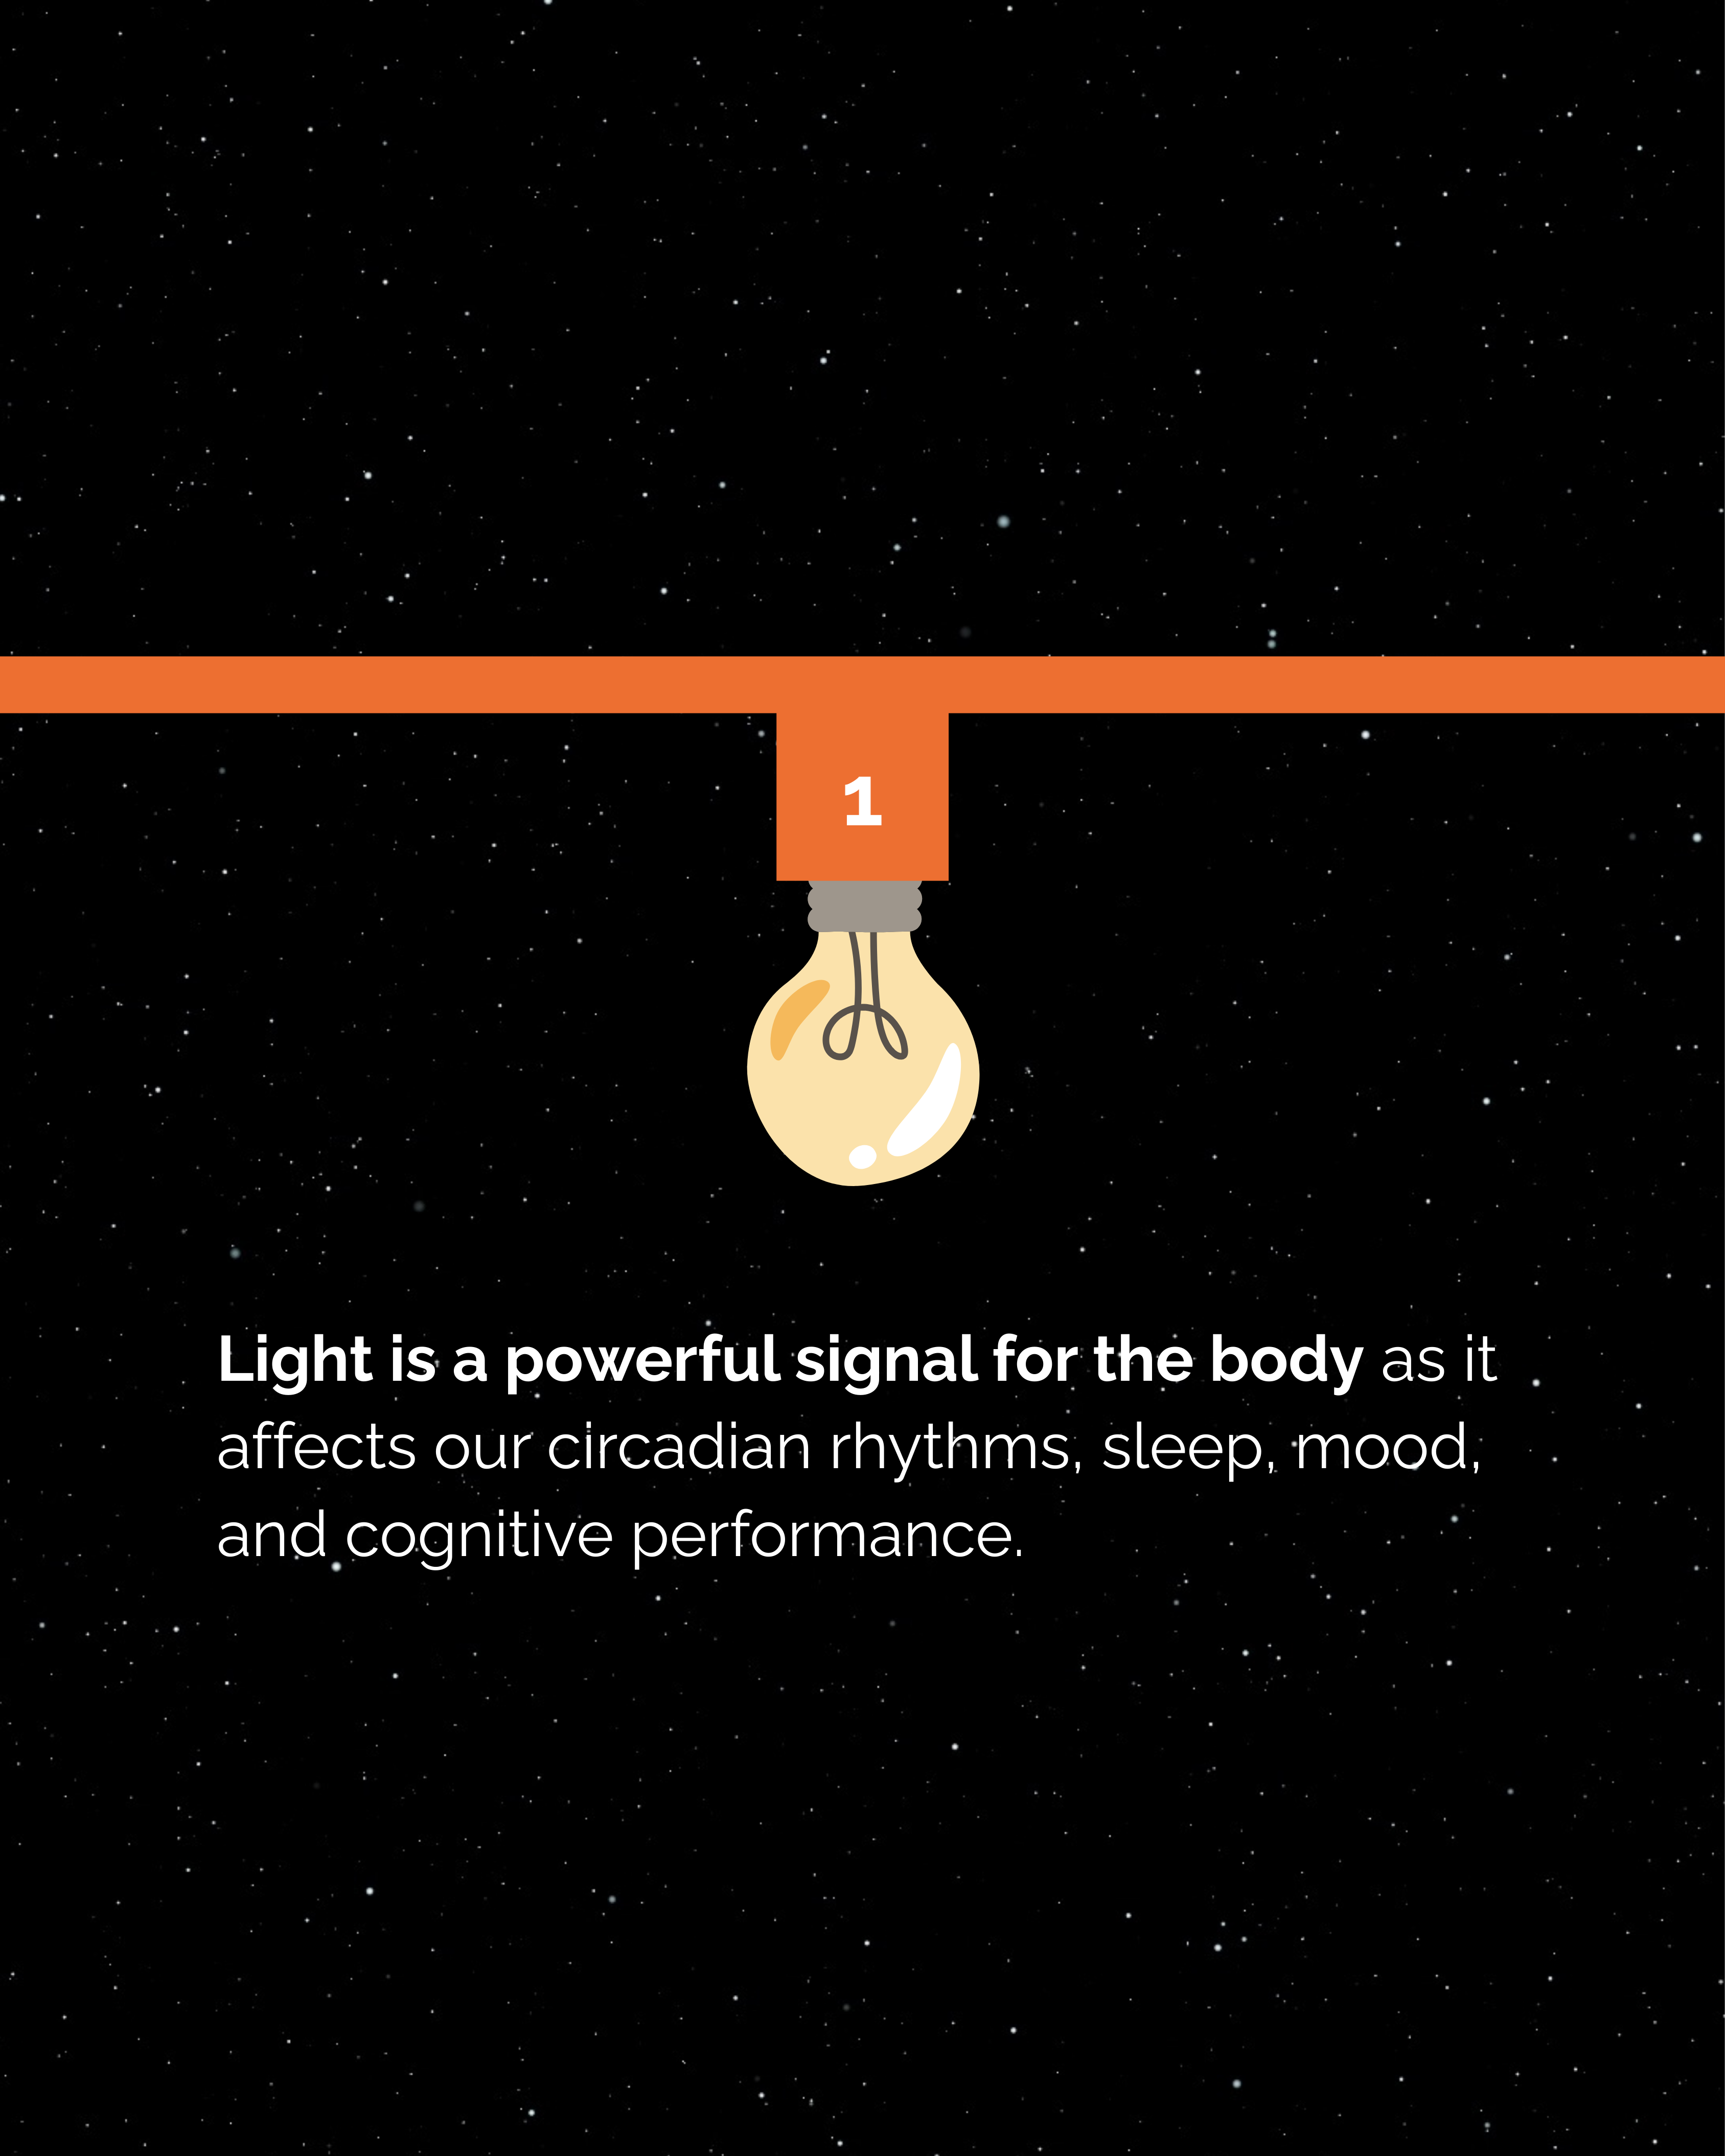 1
Light is a powerful signal for the body as it
affects our circadian rhythms, sleep, mood,
and cognitive performance.